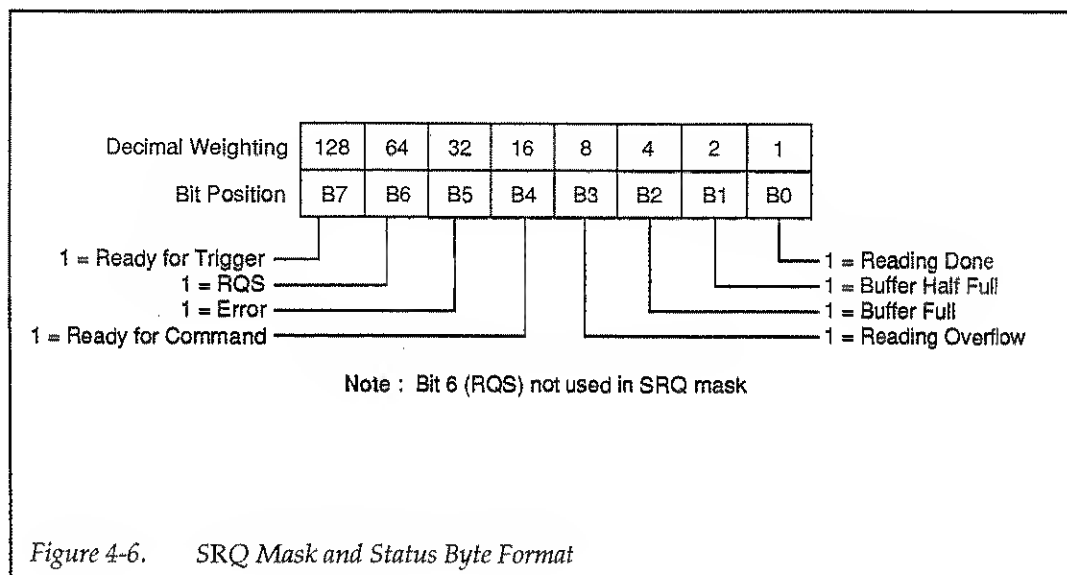 Decimal Weighting 128 64 32 16 8 4 2 1
Bit Position B7 B6 B5 B4 B3 B2 B1 B0
1 = Ready for Trigger
1 = RQS
1 = Error
1 = Ready for Command
1 = Reading Done
1 = Buffer Half Full
1 = Buffer Full
1 = Reading Overflow
Note : Bit 6 (RQS) not used in SRQ mask
Figure 4-6. SRQ Mask and Status Byte Format